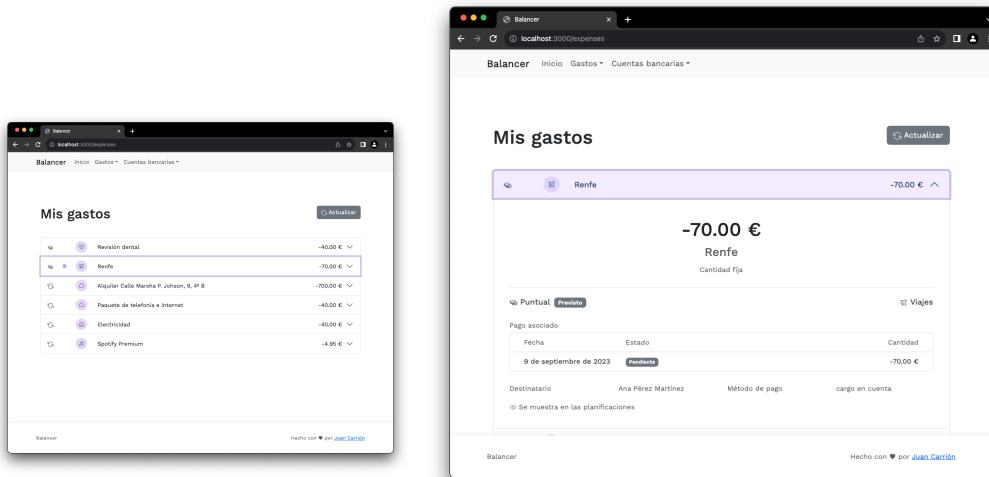 Balancer
localhost:3000/expenses
Balancer Inicio Gastos Cuentas bancarias
Mis gastos
Actualizar
Revisión dental -40.00 €
Renfe -70.00 €
Alquiler Calle Marsha P. Johson, 9, 4º B -700.00 €
Paquete de telefonía e internet -40.00 €
Electricidad -40.00 €
Spotify Premium -4.95 €
Balancer Hecho con ♥ por Juan Carrión
Balancer
localhost:3000/expenses
Balancer Inicio Gastos Cuentas bancarias
Mis gastos
Actualizar
Renfe -70.00 €
-70.00 €
Renfe
Cantidad fija
Puntual Previsto Viajes
Pago asociado
Fecha Estado Cantidad
9 de septiembre de 2023 Pendiente -70.00 €
Destinatario Ana Pérez Martínez Método de pago cargo en cuenta
Se muestra en las planificaciones
Balancer Hecho con ♥ por Juan Carrión